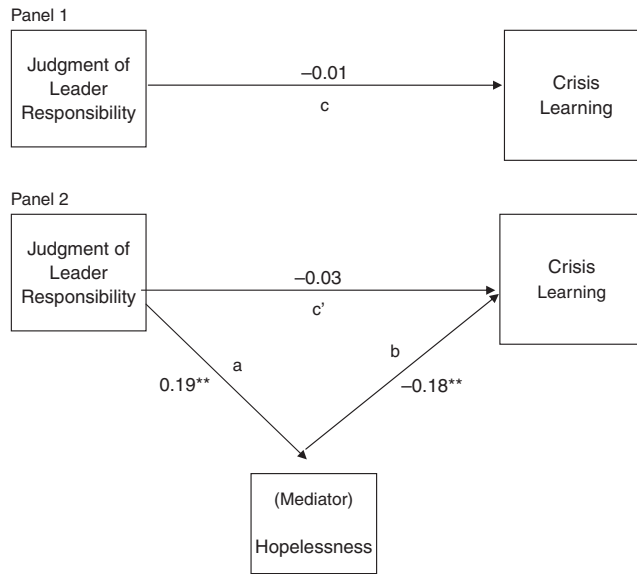 Panel 1
Judgment of
Leader
Responsibility
−0.01
c
Crisis
Learning
Panel 2
Judgment of
Leader
Responsibility
−0.03
c’
Crisis
Learning
a
0.19**
b
−0.18**
(Mediator)
Hopelessness